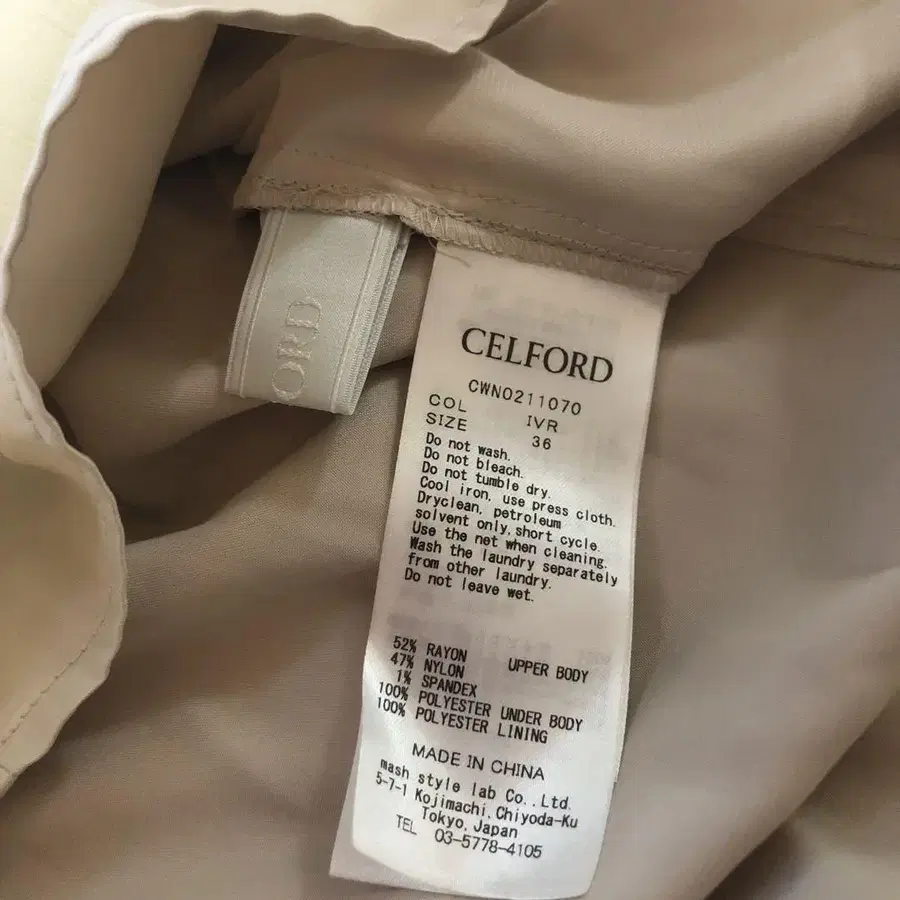 ORD
CELFORD
CWNO211070
COL IVR
SIZE 36
Do not wash.
Do not bleach.
Do not tumble dry.
Cool iron, use press cloth.
Dryclean, petroleum
solvent only, short cycle.
Use the net when cleaning.
Wash the laundry separately
from other laundry.
Do not leave wet.
52% RAYON UPPER BODY
47% NYLON
1% SPANDEX
100% POLYESTER UNDER BODY
100% POLYESTER LINING
MADE IN CHINA
mash style lab Co., Ltd.
5-7-1 Kojimachi, Chiyoda-Ku
Tokyo, Japan
TEL 03-5778-4105